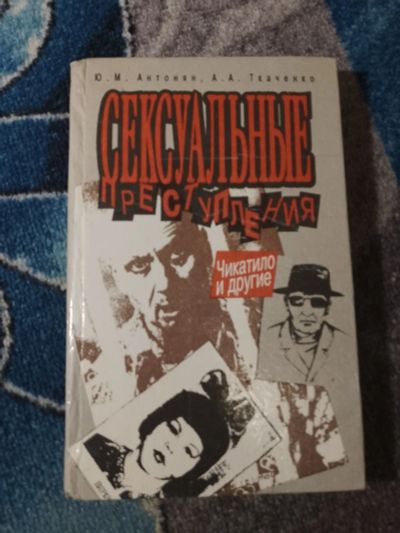 Ю. М. Антонян, А. А. Ткаченко
СЕКСУАЛЬНЫЕ
ПРЕСТУПЛЕНИЯ
Чикатило
и другие